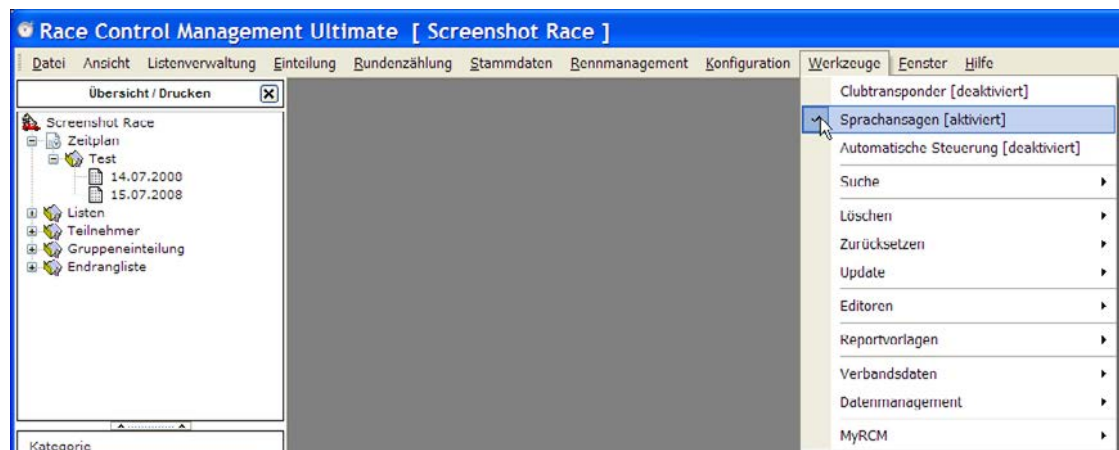 Race Control Management Ultimate [ Screenshot Race ]
Datei Ansicht Listenverwaltung Einteilung Rundenzählung Stammdaten Rennmanagement Konfiguration Werkzeuge Fenster Hilfe
Übersicht / Drucken
Screenshot Race
Zeitplan
Test
14.07.2008
15.07.2008
Listen
Teilnehmer
Gruppeneinteilung
Endrangliste
Kategorie
Clubtransponder [deaktiviert]
Sprachansagen [aktiviert]
Automatische Steuerung [deaktiviert]
Suche
Löschen
Zurücksetzen
Update
Editoren
Reportvorlagen
Verbandsdaten
Datenmanagement
MyRCM